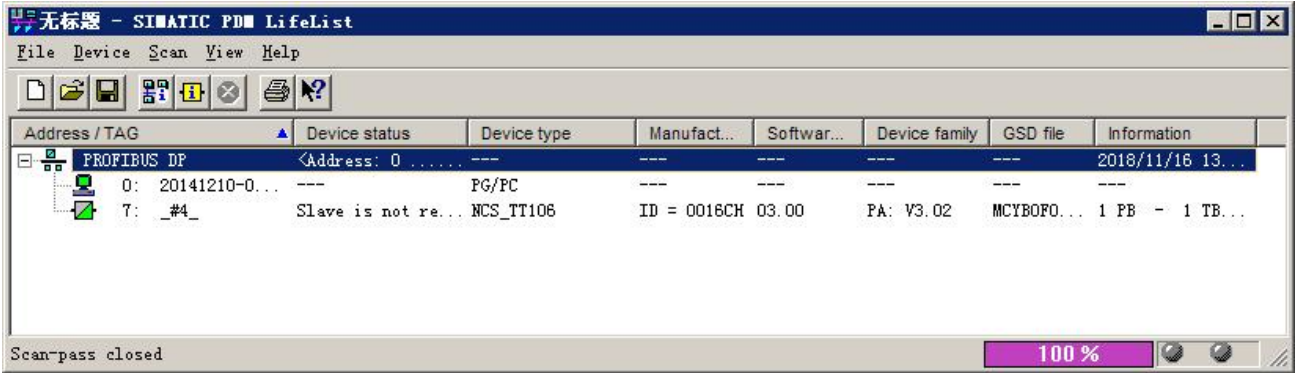 无标题 - SIMATIC PDM LifeList
File Device Scan View Help
Address / TAG Device status Device type Manufact... Softwar... Device family GSD file Information
PROFIBUS DP <Address: 0 ...... --- --- --- --- --- 2018/11/16 13...
0: 20141210-0... --- PG/PC --- --- --- --- ---
7: _#4_ Slave is not re... NCS_TT106 ID = 0016CH 03.00 PA: V3.02 MCYBOFO... 1 PB - 1 TB...
Scan-pass closed 100 %